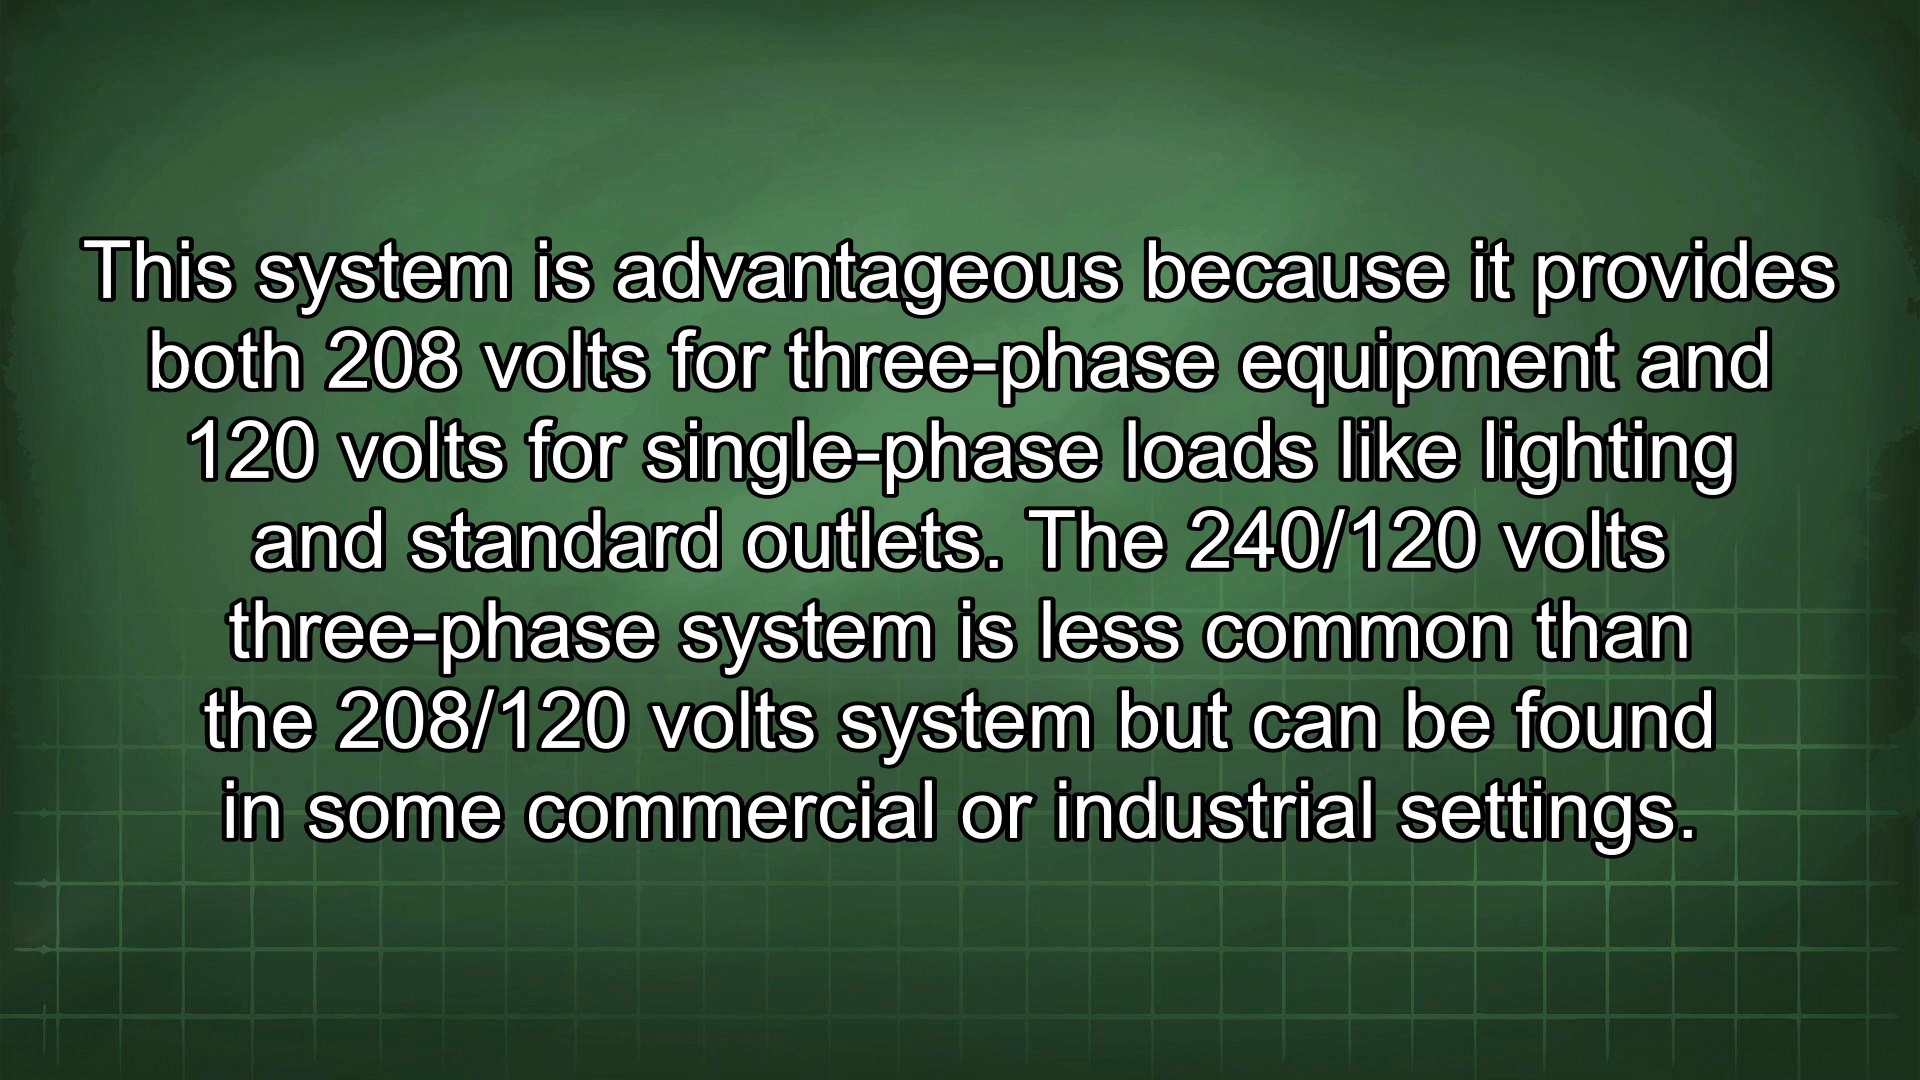 This system is advantageous because it provides
both 208 volts for three-phase equipment and
120 volts for single-phase loads like lighting
and standard outlets. The 240/120 volts
three-phase system is less common than
the 208/120 volts system but can be found
in some commercial or industrial settings.